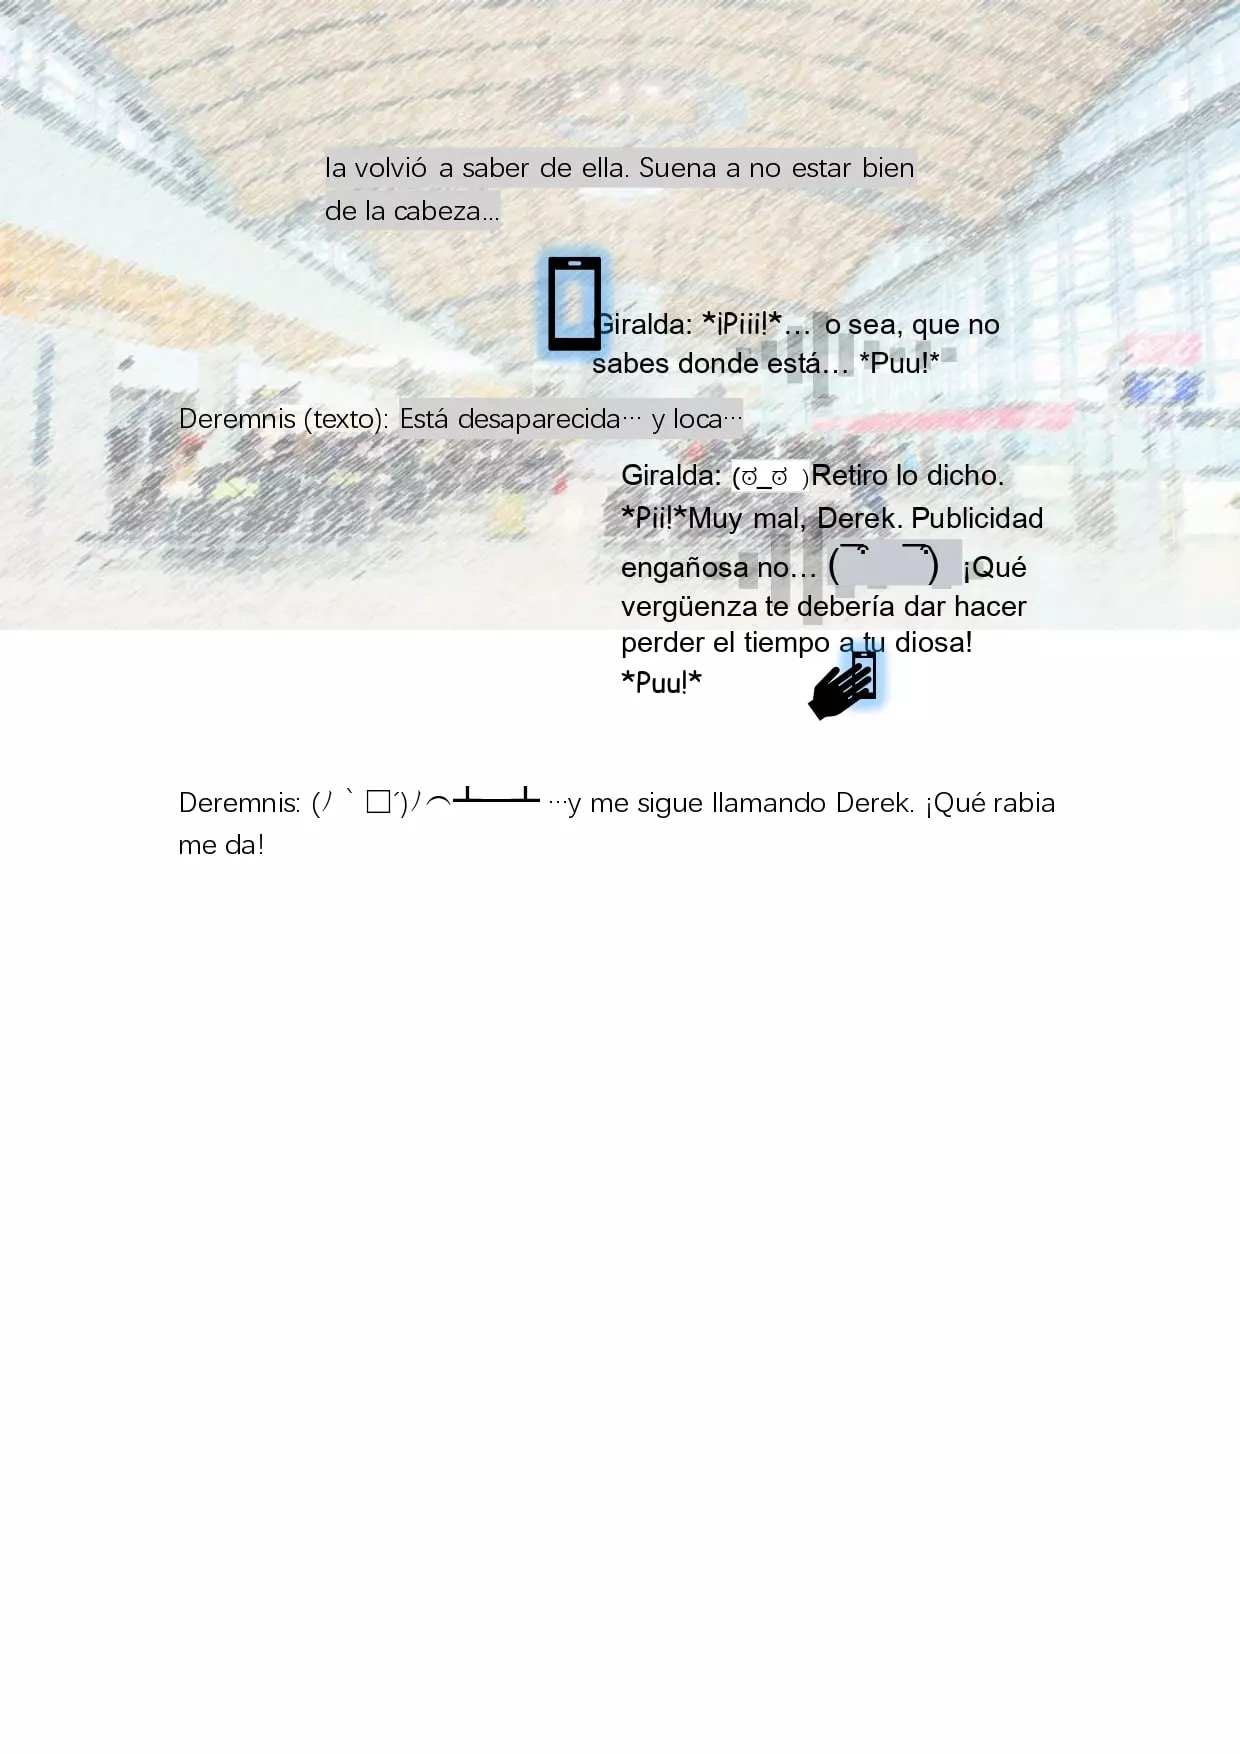 la volvió a saber de ella. Suena a no estar bien
de la cabeza...
Giralda: *¡Piii!*… o sea, que no
sabes donde está… *Puu!*
Deremnis (texto): Está desaparecida… y loca…
Giralda: (ಠ_ಠ )Retiro lo dicho.
*Pii!*Muy mal, Derek. Publicidad
engañosa no… ( ͡° ͡°) ¡Qué
vergüenza te debería dar hacer
perder el tiempo a tu diosa!
*Puu!*
Deremnis: (ﾉ`□´)ﾉ⌒┻━┻ …y me sigue llamando Derek. ¡Qué rabia
me da!